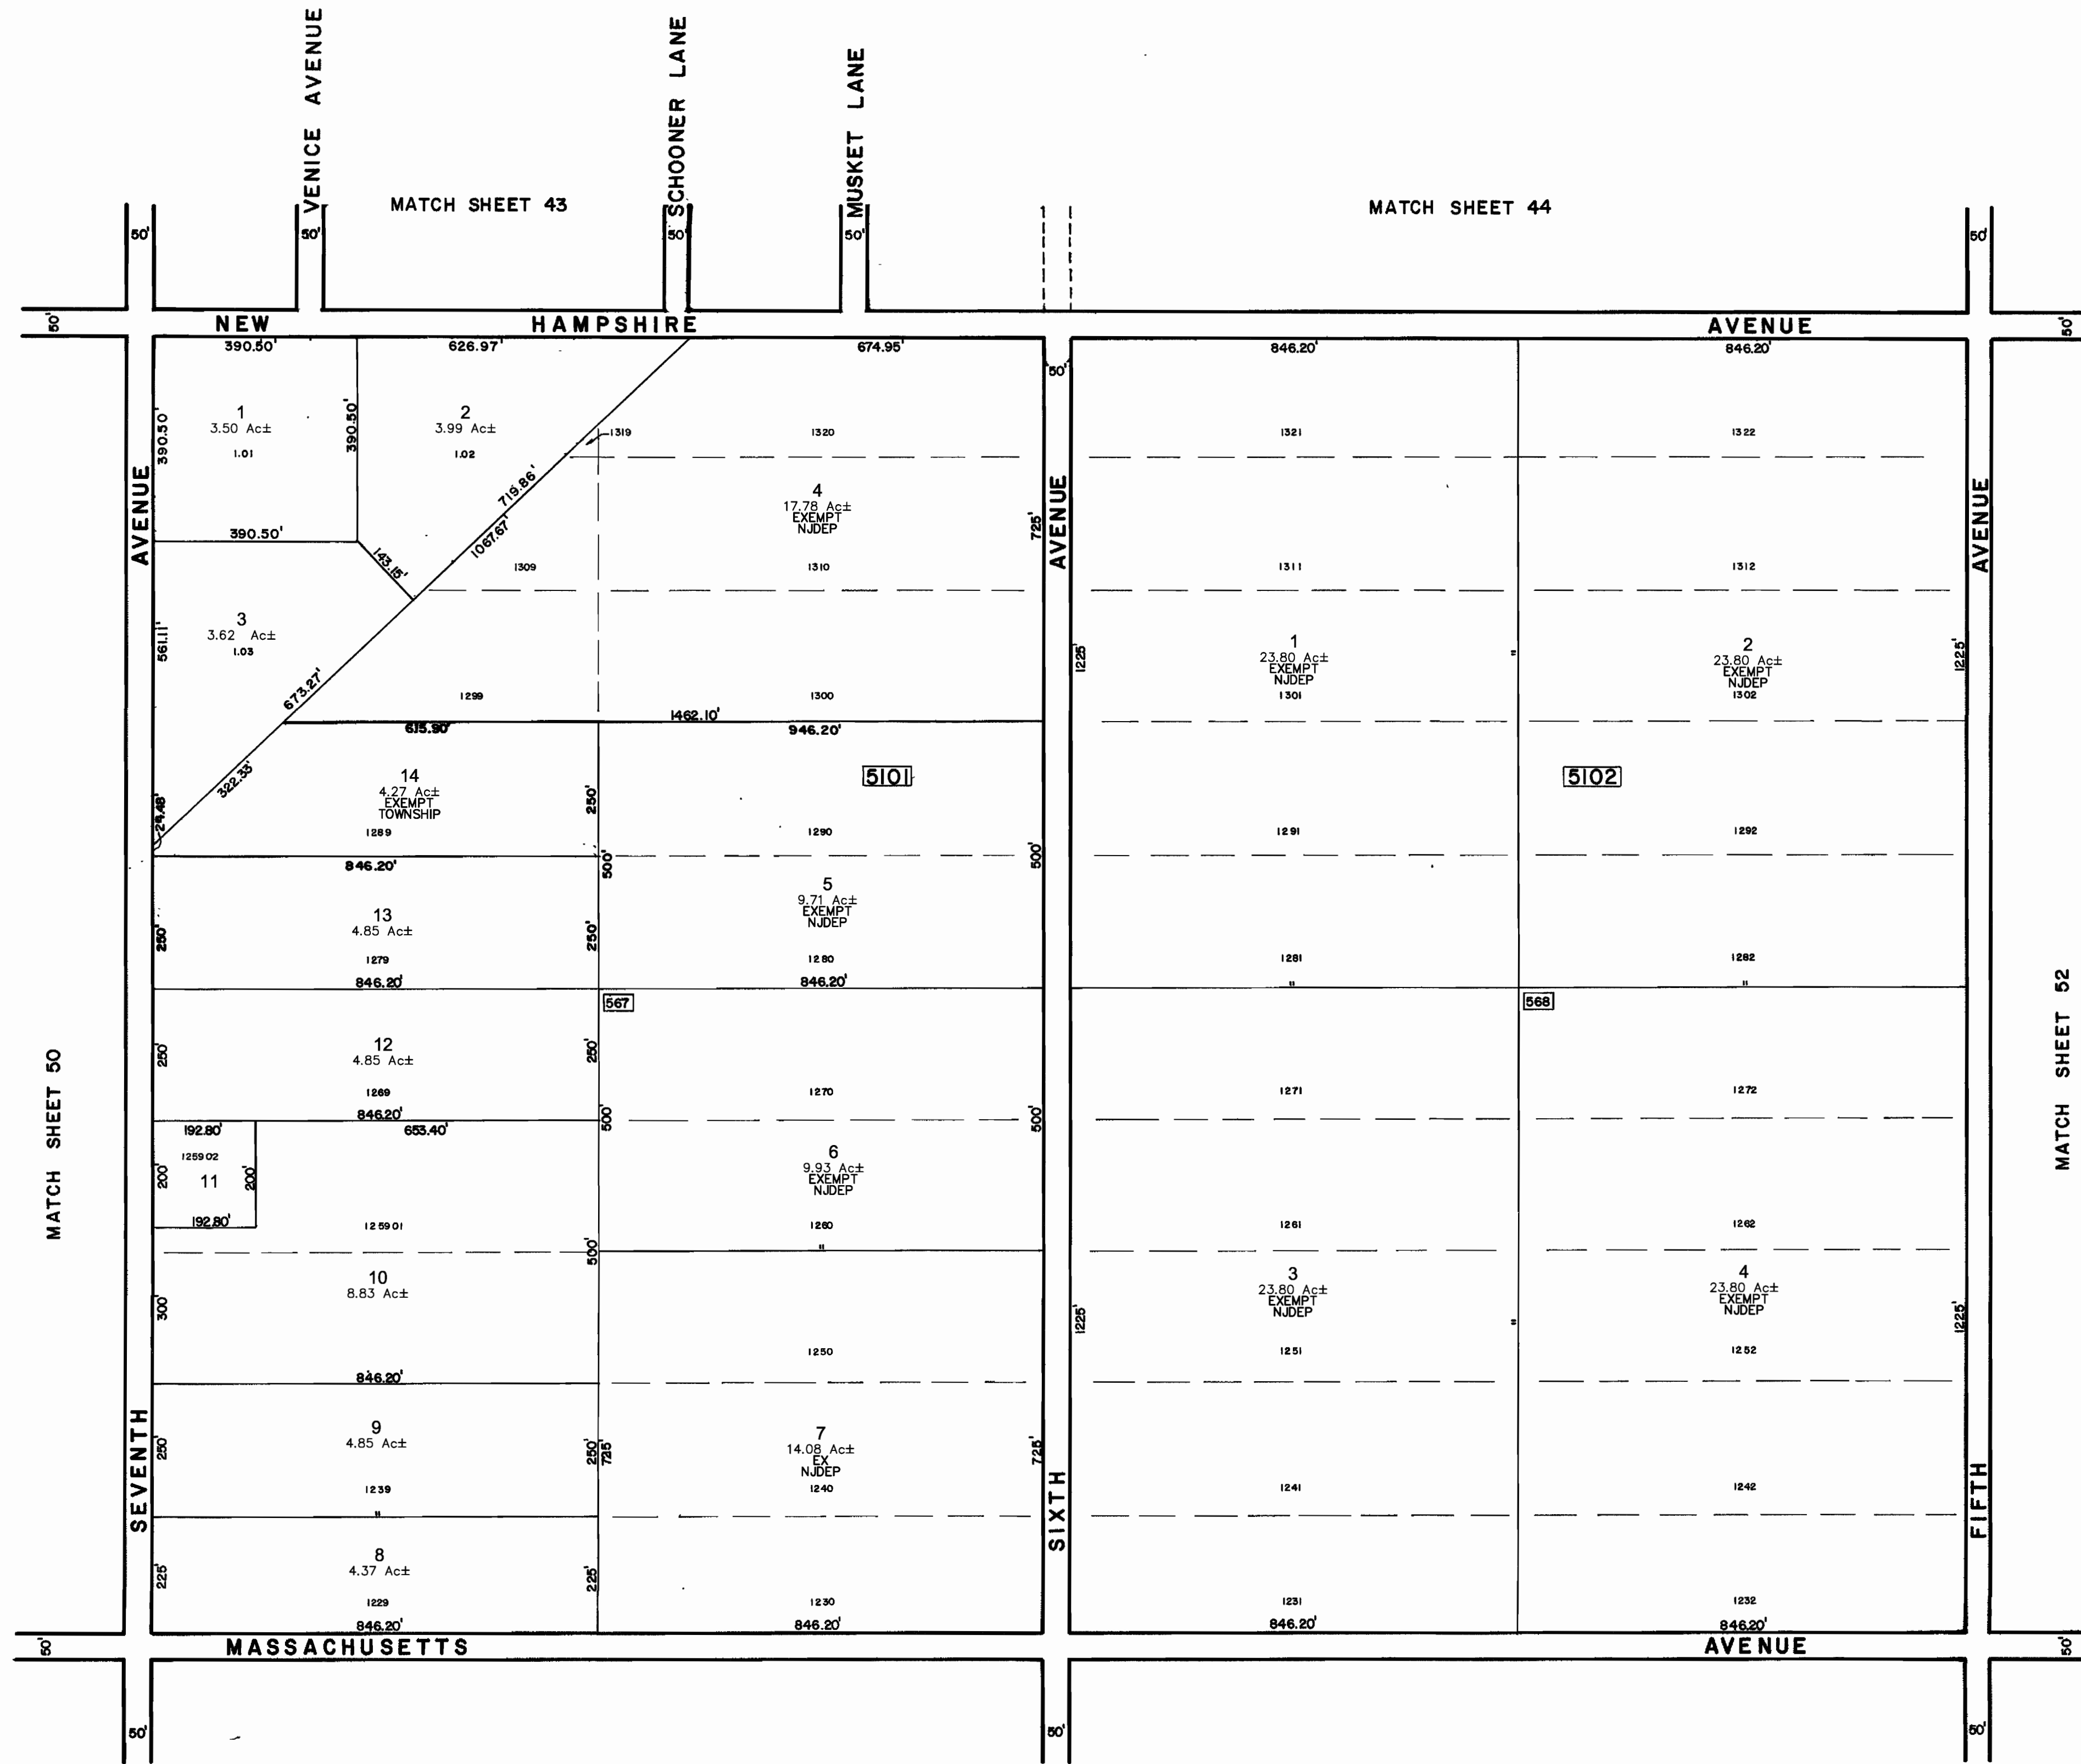 VENICE AVENUE
SCHOONER LANE
MUSKET LANE
MATCH SHEET 43
MATCH SHEET 44
50'
50'
50'
50'
50'
50'
NEW HAMPSHIRE AVENUE
50'
390.50'
626.97'
674.95'
50'
846.20'
846.20'
1
3.50 Ac±
1.01
390.50'
390.50'
390.50'
2
3.99 Ac±
1.02
719.86'
1067.67'
143.15'
1319
1320
4
17.78 Ac±
EXEMPT
NJDEP
725'
1309
1310
3
3.62 Ac±
1.03
561.11'
673.27'
1299
1300
1462.10'
615.90'
946.20'
322.33'
24.48'
14
4.27 Ac±
EXEMPT
TOWNSHIP
1289
250'
5101
1290
846.20'
500'
500'
13
4.85 Ac±
250'
250'
1279
846.20'
5
9.71 Ac±
EXEMPT
NJDEP
1280
846.20'
567
12
4.85 Ac±
250'
250'
1269
846.20'
1270
192.80'
653.40'
500'
500'
125902
11
200'
200'
192.80'
125901
6
9.93 Ac±
EXEMPT
NJDEP
1260
"
500'
10
8.83 Ac±
300'
846.20'
1250
9
4.85 Ac±
250'
250'
725'
1239
"
7
14.08 Ac±
EX
NJDEP
1240
725'
8
4.37 Ac±
225'
225'
1229
846.20'
1230
846.20'
1321
1322
1311
1312
1
23.80 Ac±
EXEMPT
NJDEP
1301
1225'
"
2
23.80 Ac±
EXEMPT
NJDEP
1302
1225'
5102
1291
1292
1281
"
1282
"
568
1271
1272
1261
1262
3
23.80 Ac±
EXEMPT
NJDEP
1225'
"
4
23.80 Ac±
EXEMPT
NJDEP
1225'
1251
1252
1241
1242
1231
846.20'
1232
846.20'
SEVENTH AVENUE
SIXTH AVENUE
FIFTH AVENUE
MATCH SHEET 50
MATCH SHEET 52
50'
MASSACHUSETTS AVENUE
50'
50'
50'
50'